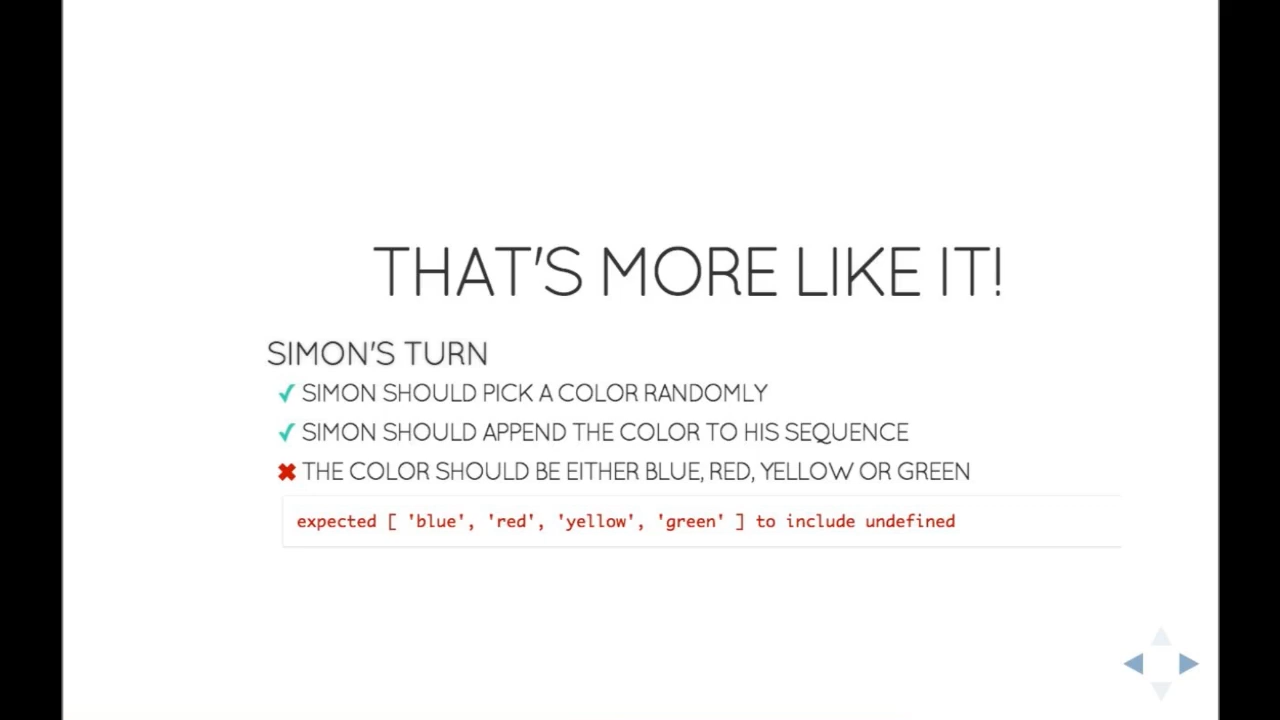 THAT'S MORE LIKE IT!
SIMON'S TURN
✓ SIMON SHOULD PICK A COLOR RANDOMLY
✓ SIMON SHOULD APPEND THE COLOR TO HIS SEQUENCE
✖ THE COLOR SHOULD BE EITHER BLUE, RED, YELLOW OR GREEN
expected [ 'blue', 'red', 'yellow', 'green' ] to include undefined